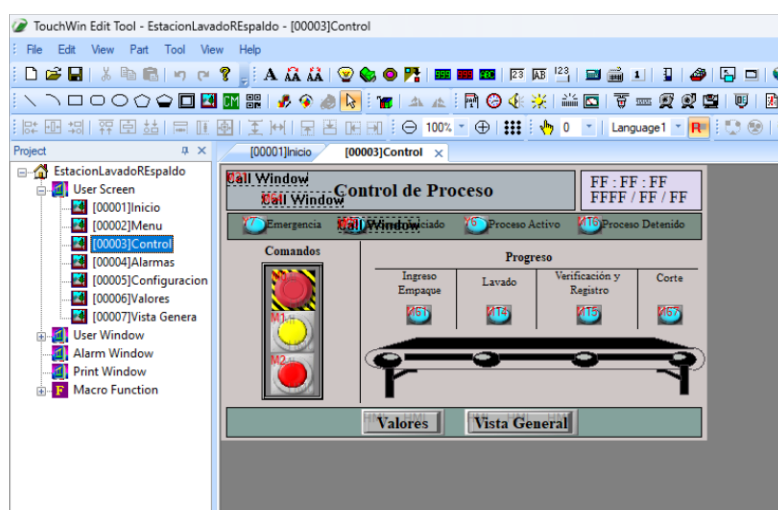 TouchWin Edit Tool - EstacionLavadoREspaldo - [00003]Control
File Edit View Part Tool View Help
100% 0 Language1
Project
[00001]Inicio [00003]Control
EstacionLavadoREspaldo
User Screen
[00001]Inicio
[00002]Menu
[00003]Control
[00004]Alarmas
[00005]Configuracion
[00006]Valores
[00007]Vista Genera
User Window
Alarm Window
Print Window
Macro Function
Call Window
Call Window
Control de Proceso
FF : FF : FF
FFFF / FF / FF
Emergencia
Call Window
Proceso Activo
Proceso Detenido
Comandos
Progreso
Ingreso
Empaque
Lavado
Verificación y
Registro
Corte
M1
M2
Valores
Vista General